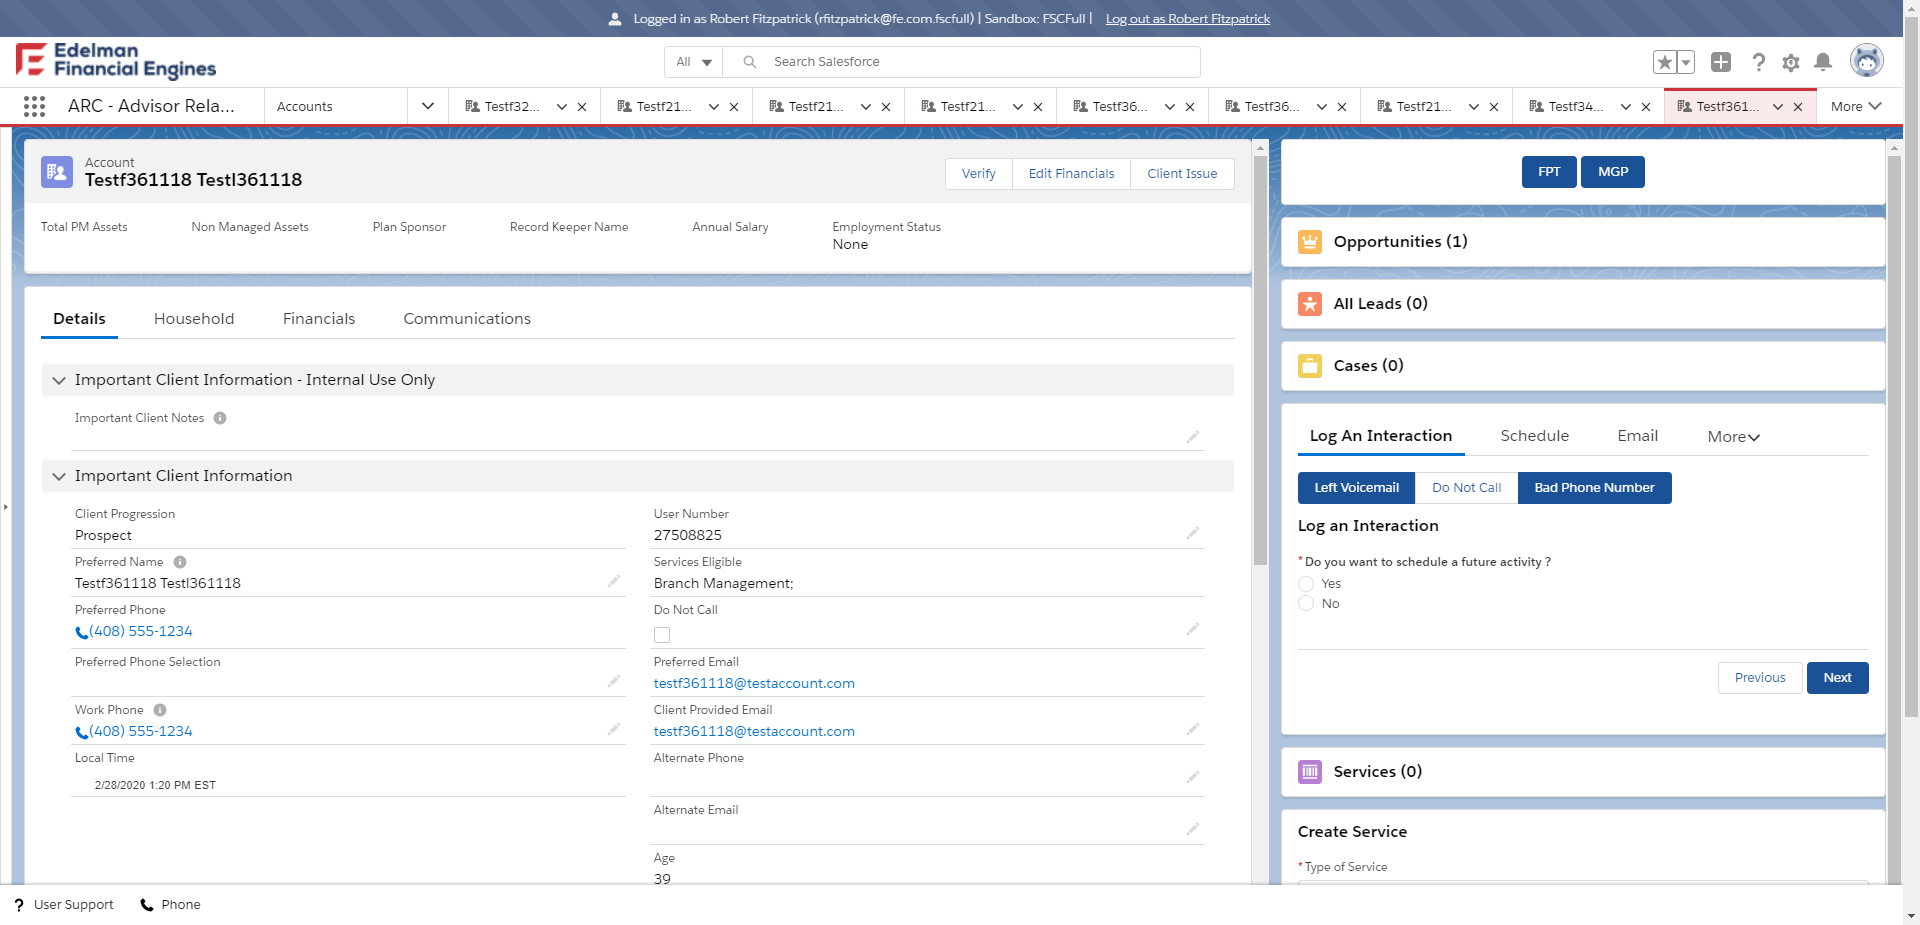 Logged in as Robert Fitzpatrick (rfitzpatrick@fe.com.fscfull) | Sandbox: FSCFull | Log out as Robert Fitzpatrick
Edelman
Financial Engines
All
Search Salesforce
ARC - Advisor Rela...
Accounts
Testf32...
Testf21...
Testf21...
Testf21...
Testf36...
Testf36...
Testf21...
Testf34...
Testf361...
More
Account
Testf361118 Testl361118
Verify
Edit Financials
Client Issue
Total PM Assets
Non Managed Assets
Plan Sponsor
Record Keeper Name
Annual Salary
Employment Status
None
Details
Household
Financials
Communications
Important Client Information - Internal Use Only
Important Client Notes
Important Client Information
Client Progression
Prospect
User Number
27508825
Preferred Name
Testf361118 Testl361118
Services Eligible
Branch Management;
Preferred Phone
(408) 555-1234
Do Not Call
Preferred Phone Selection
Preferred Email
testf361118@testaccount.com
Work Phone
(408) 555-1234
Client Provided Email
testf361118@testaccount.com
Local Time
2/28/2020 1:20 PM EST
Alternate Phone
Alternate Email
Age
39
FPT
MGP
Opportunities (1)
All Leads (0)
Cases (0)
Log An Interaction
Schedule
Email
More
Left Voicemail
Do Not Call
Bad Phone Number
Log an Interaction
*Do you want to schedule a future activity ?
Yes
No
Previous
Next
Services (0)
Create Service
*Type of Service
? User Support
Phone